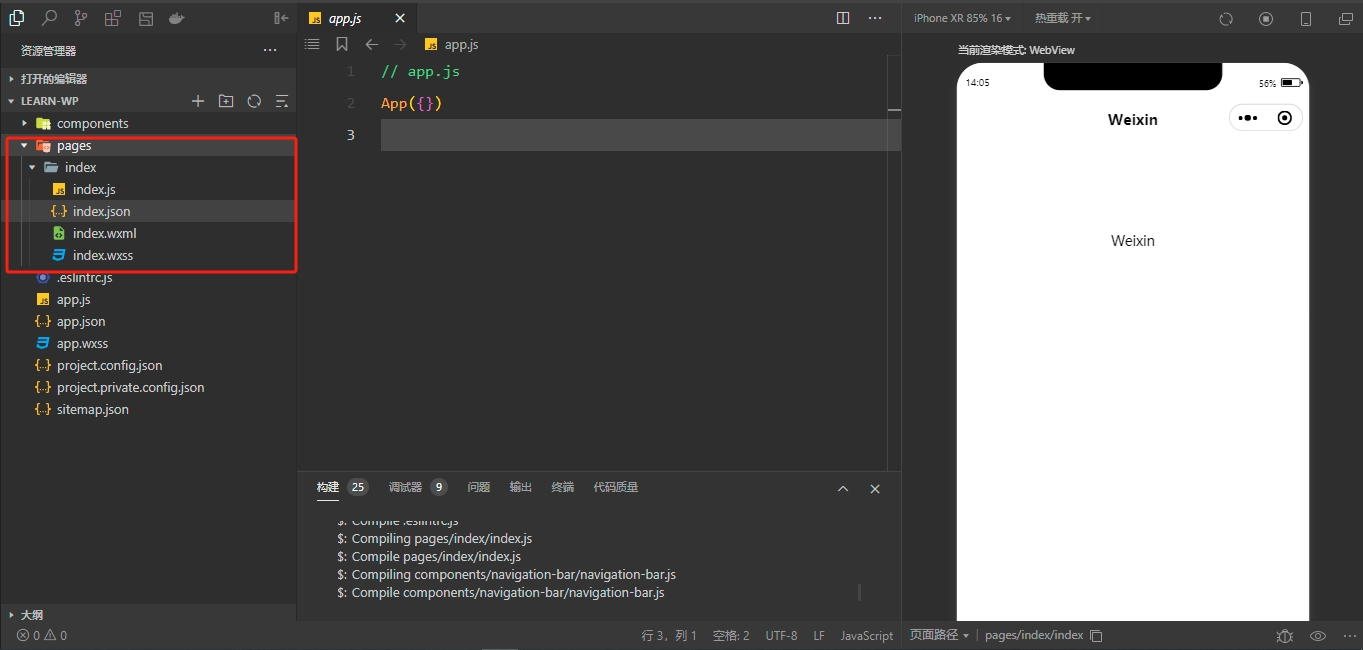 app.js
iPhone XR 85% 16
热重载 开
资源管理器
app.js
当前渲染模式: WebView
打开的编辑器
LEARN-WP
components
pages
index
index.js
index.json
index.wxml
index.wxss
.eslintrc.js
app.js
app.json
app.wxss
project.config.json
project.private.config.json
sitemap.json
大纲
0 0
1 // app.js
2 App({})
3
14:05
56%
Weixin
Weixin
构建 25 调试器 9 问题 输出 终端 代码质量
$: Compile .eslintrc.js
$: Compiling pages/index/index.js
$: Compile pages/index/index.js
$: Compiling components/navigation-bar/navigation-bar.js
$: Compile components/navigation-bar/navigation-bar.js
行 3，列 1 空格: 2 UTF-8 LF JavaScript
页面路径 pages/index/index